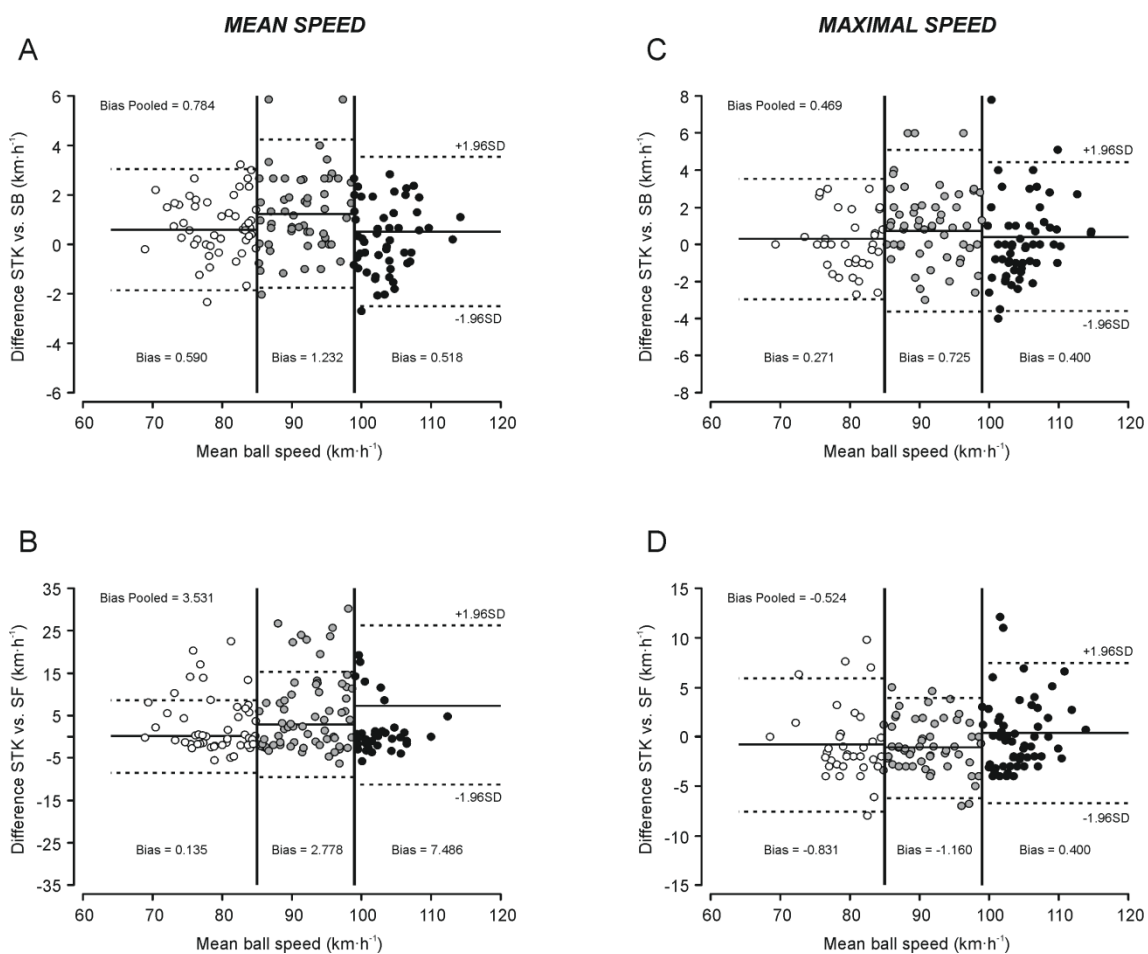 MEAN SPEED
A
Bias Pooled = 0.784
6
4
2
0
-2
-4
-6
Difference STK vs. SB (km·h⁻¹)
+1.96SD
-1.96SD
Bias = 0.590
Bias = 1.232
Bias = 0.518
60 70 80 90 100 110 120
Mean ball speed (km·h⁻¹)
B
Bias Pooled = 3.531
35
25
15
5
-5
-15
-25
-35
Difference STK vs. SF (km·h⁻¹)
+1.96SD
-1.96SD
Bias = 0.135
Bias = 2.778
Bias = 7.486
60 70 80 90 100 110 120
Mean ball speed (km·h⁻¹)
MAXIMAL SPEED
C
Bias Pooled = 0.469
8
6
4
2
0
-2
-4
-6
-8
Difference STK vs. SB (km·h⁻¹)
+1.96SD
-1.96SD
Bias = 0.271
Bias = 0.725
Bias = 0.400
60 70 80 90 100 110 120
Mean ball speed (km·h⁻¹)
D
Bias Pooled = -0.524
15
10
5
0
-5
-10
-15
Difference STK vs. SF (km·h⁻¹)
+1.96SD
-1.96SD
Bias = -0.831
Bias = -1.160
Bias = 0.400
60 70 80 90 100 110 120
Mean ball speed (km·h⁻¹)